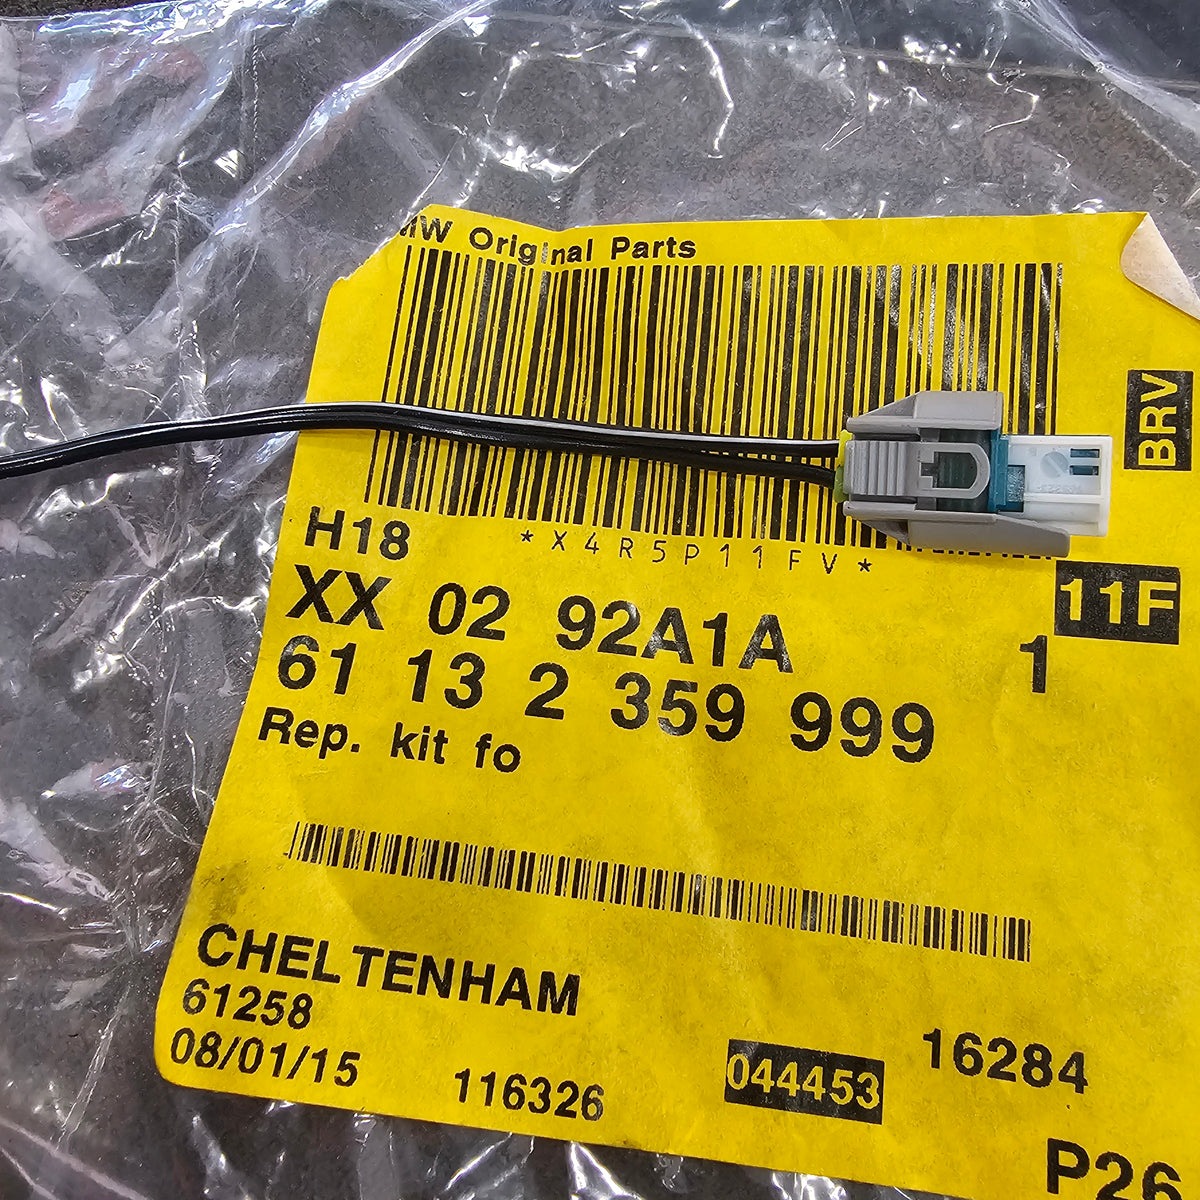 MW Original Parts
BRV
H18
*X4R5P11FV*
11F
XX 02 92A1A
1
61 13 2 359 999
Rep. kit fo
CHELTENHAM
61258
16284
08/01/15
116326
044453
P26